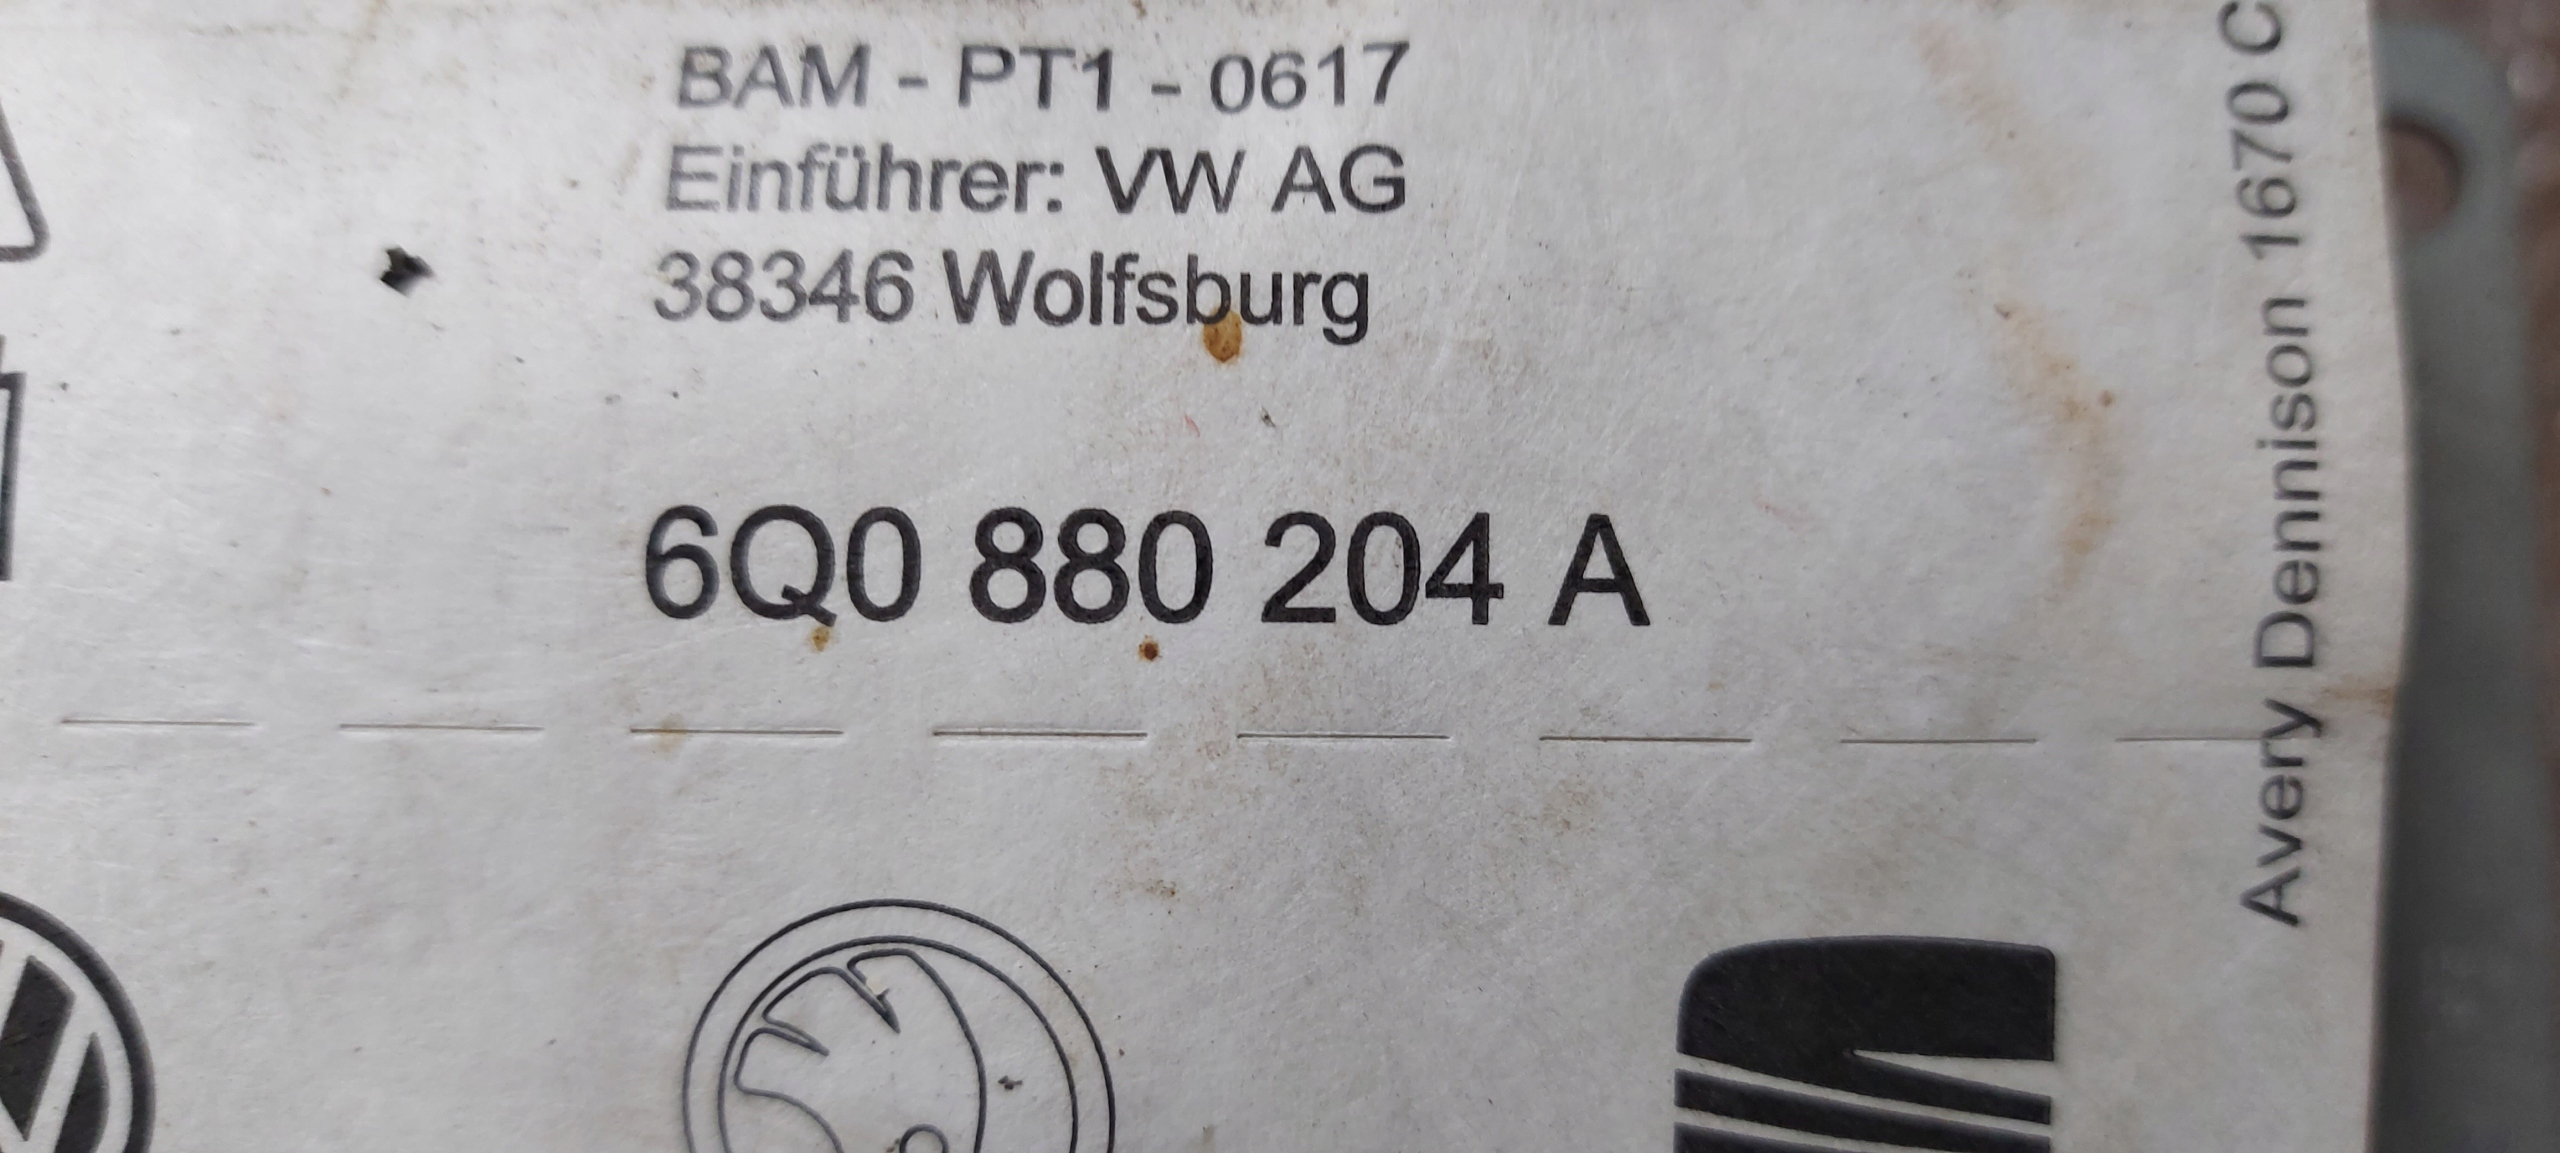 BAM - PT1 - 0617
Einführer: VW AG
38346 Wolfsburg
6Q0 880 204 A
Avery Dennison 1670 C